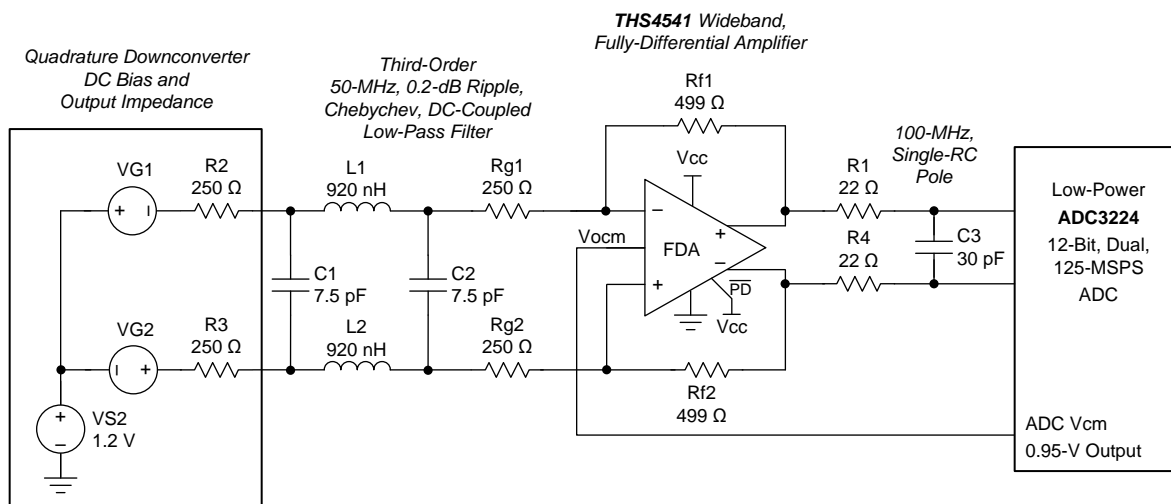 THS4541 Wideband,
Fully-Differential Amplifier
Quadrature Downconverter
DC Bias and
Output Impedance
Third-Order
50-MHz, 0.2-dB Ripple,
Chebychev, DC-Coupled
Low-Pass Filter
Rf1
499 Ω
100-MHz,
Single-RC
Pole
VG1
R2
250 Ω
L1
920 nH
Rg1
250 Ω
Vcc
R1
22 Ω
Low-Power
ADC3224
12-Bit, Dual,
125-MSPS
ADC
Vocm
FDA
R4
22 Ω
C3
30 pF
C1
7.5 pF
C2
7.5 pF
PD
Vcc
VG2
R3
250 Ω
L2
920 nH
Rg2
250 Ω
Rf2
499 Ω
VS2
1.2 V
ADC Vcm
0.95-V Output